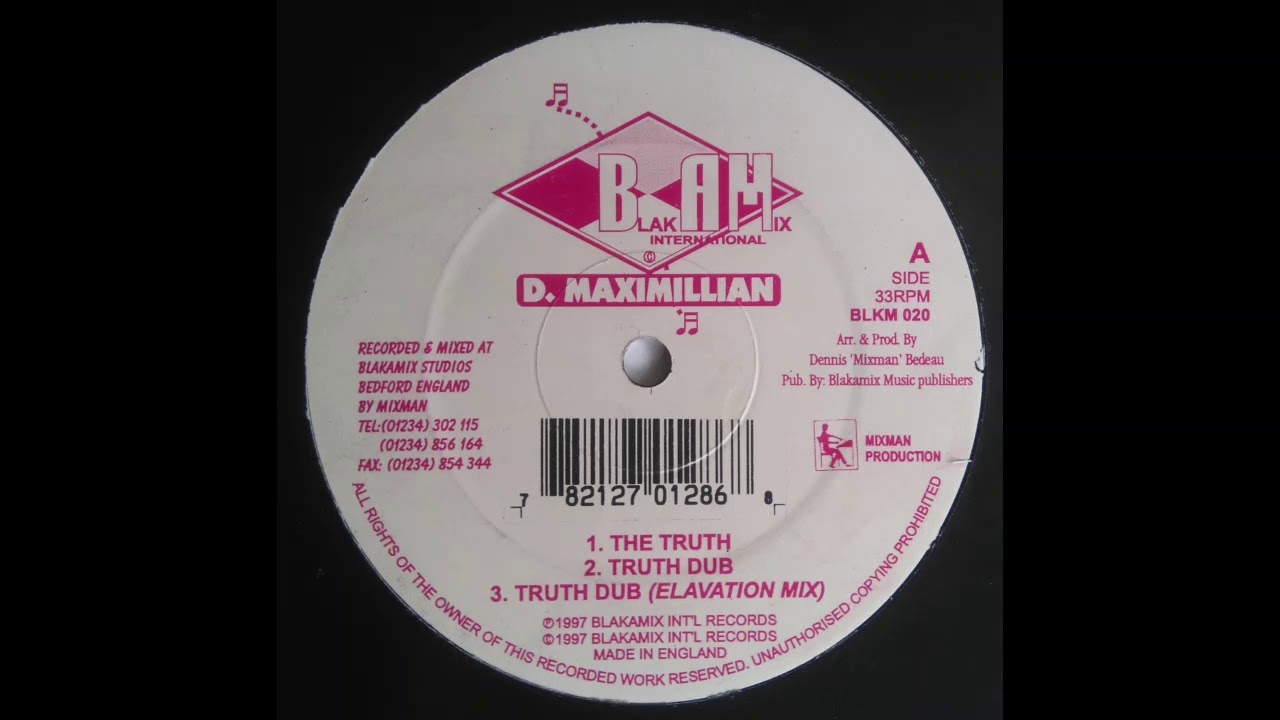 BLAKAMIX
INTERNATIONAL
©
D. MAXIMILLIAN
A
SIDE
33RPM
BLKM 020
Arr. & Prod. By
Dennis 'Mixman' Bedeau
Pub. By: Blakamix Music publishers
RECORDED & MIXED AT
BLAKAMIX STUDIOS
BEDFORD ENGLAND
BY MIXMAN
TEL:(01234) 302 115
(01234) 856 164
FAX: (01234) 854 344
MIXMAN
PRODUCTION
7 82127 01286 8
1. THE TRUTH
2. TRUTH DUB
3. TRUTH DUB (ELAVATION MIX)
℗1997 BLAKAMIX INT'L RECORDS
©1997 BLAKAMIX INT'L RECORDS
MADE IN ENGLAND
ALL RIGHTS OF THE OWNER OF THIS RECORDED WORK RESERVED. UNAUTHORISED COPYING PROHIBITED